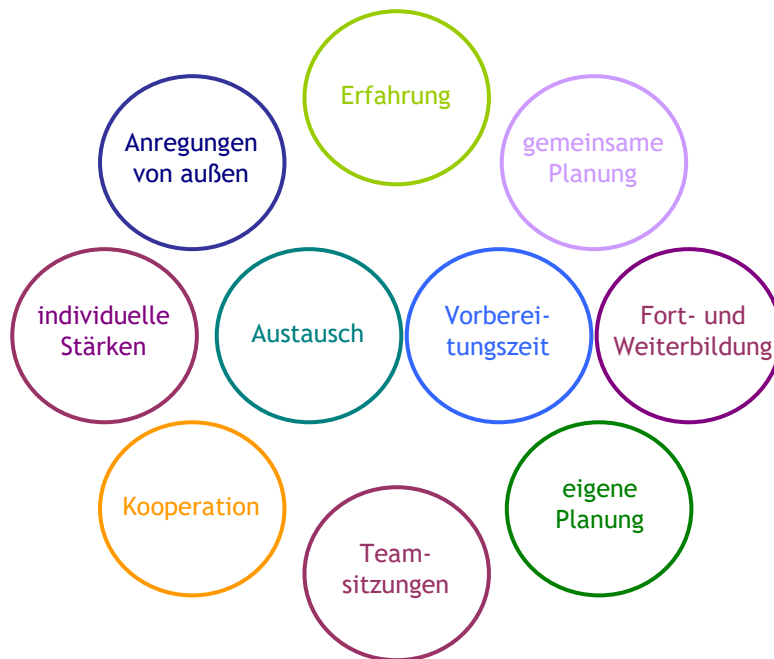 Erfahrung
Anregungen
von außen
gemeinsame
Planung
individuelle
Stärken
Austausch
Vorberei-
tungszeit
Fort- und
Weiterbildung
Kooperation
eigene
Planung
Team-
sitzungen